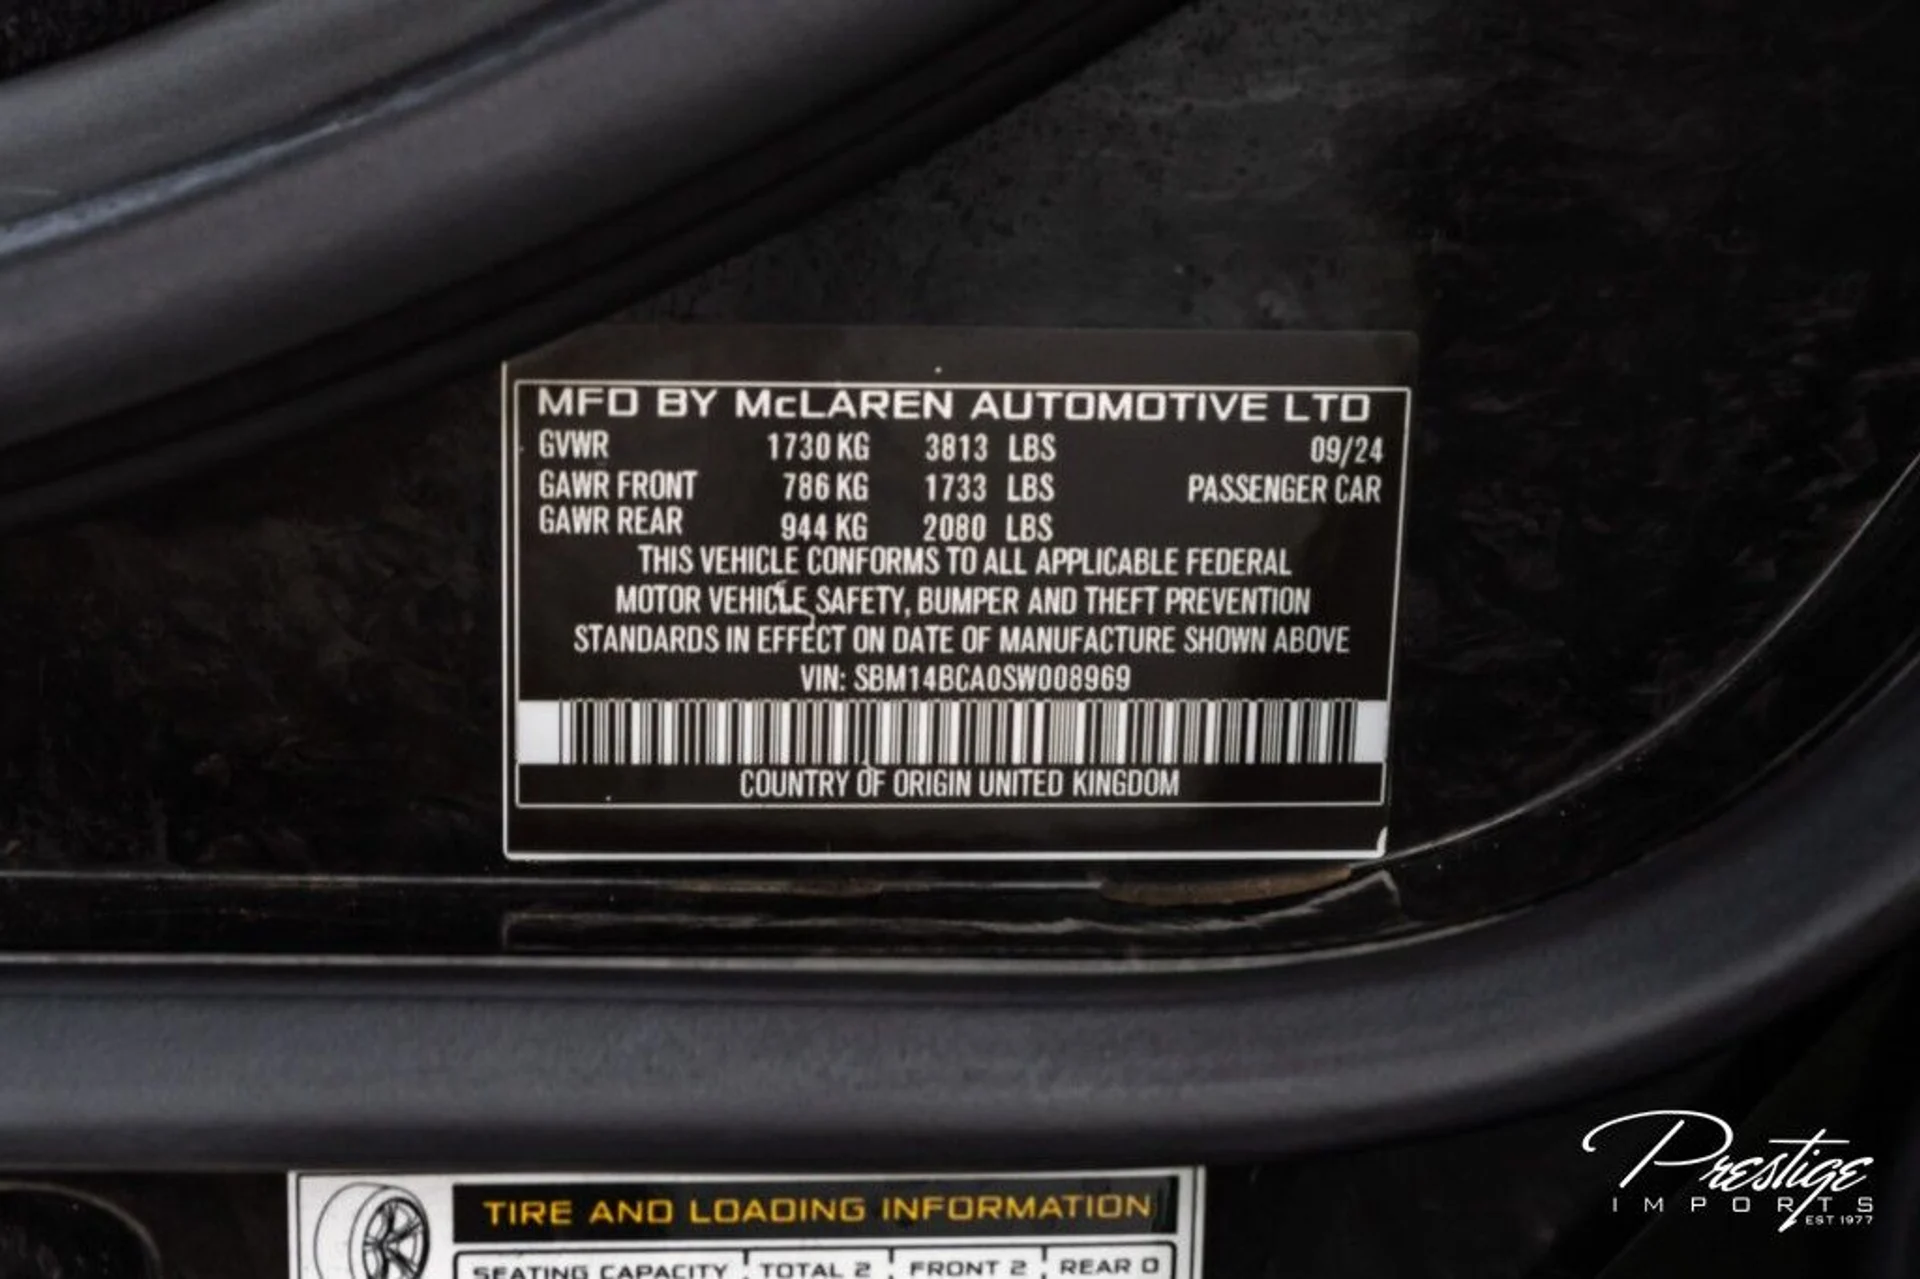 MFD BY McLAREN AUTOMOTIVE LTD
GVWR 1730 KG 3813 LBS 09/24
GAWR FRONT 786 KG 1733 LBS PASSENGER CAR
GAWR REAR 944 KG 2080 LBS
THIS VEHICLE CONFORMS TO ALL APPLICABLE FEDERAL
MOTOR VEHICLE SAFETY, BUMPER AND THEFT PREVENTION
STANDARDS IN EFFECT ON DATE OF MANUFACTURE SHOWN ABOVE
VIN: SBM14BCA0SW008969
COUNTRY OF ORIGIN UNITED KINGDOM
TIRE AND LOADING INFORMATION
SEATING CAPACITY TOTAL 2 FRONT 2 REAR 0
Prestige
IMPORTS
EST 1977